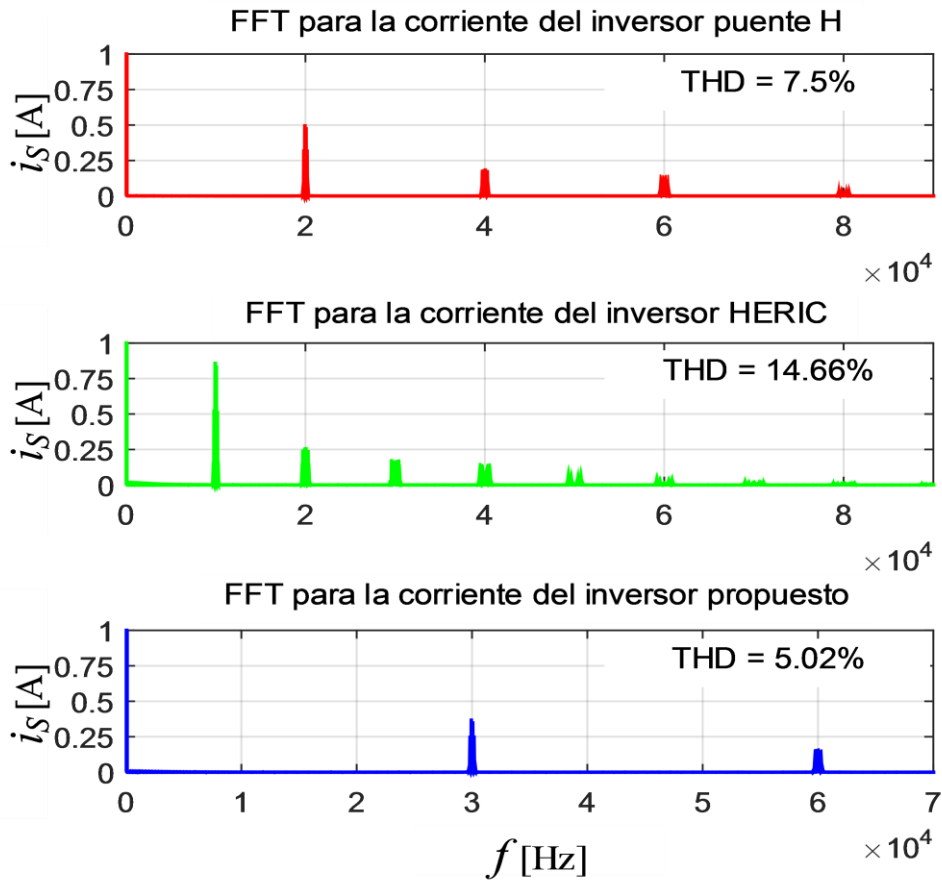 FFT para la corriente del inversor puente H
THD = 7.5%
i_S [A]
1
0.75
0.5
0.25
0
0 2 4 6 8
×10^4
FFT para la corriente del inversor HERIC
THD = 14.66%
i_S [A]
1
0.75
0.5
0.25
0
0 2 4 6 8
×10^4
FFT para la corriente del inversor propuesto
THD = 5.02%
i_S [A]
1
0.75
0.5
0.25
0
0 1 2 3 4 5 6 7
×10^4
f [Hz]